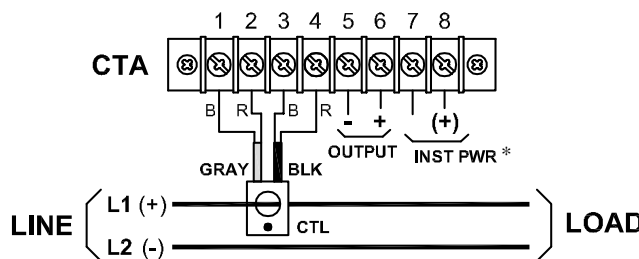 1 2 3 4 5 6 7 8
CTA
B R B R - + (+)
OUTPUT INST PWR *
GRAY BLK
L1 (+)
LINE LOAD
CTL
L2 (-)